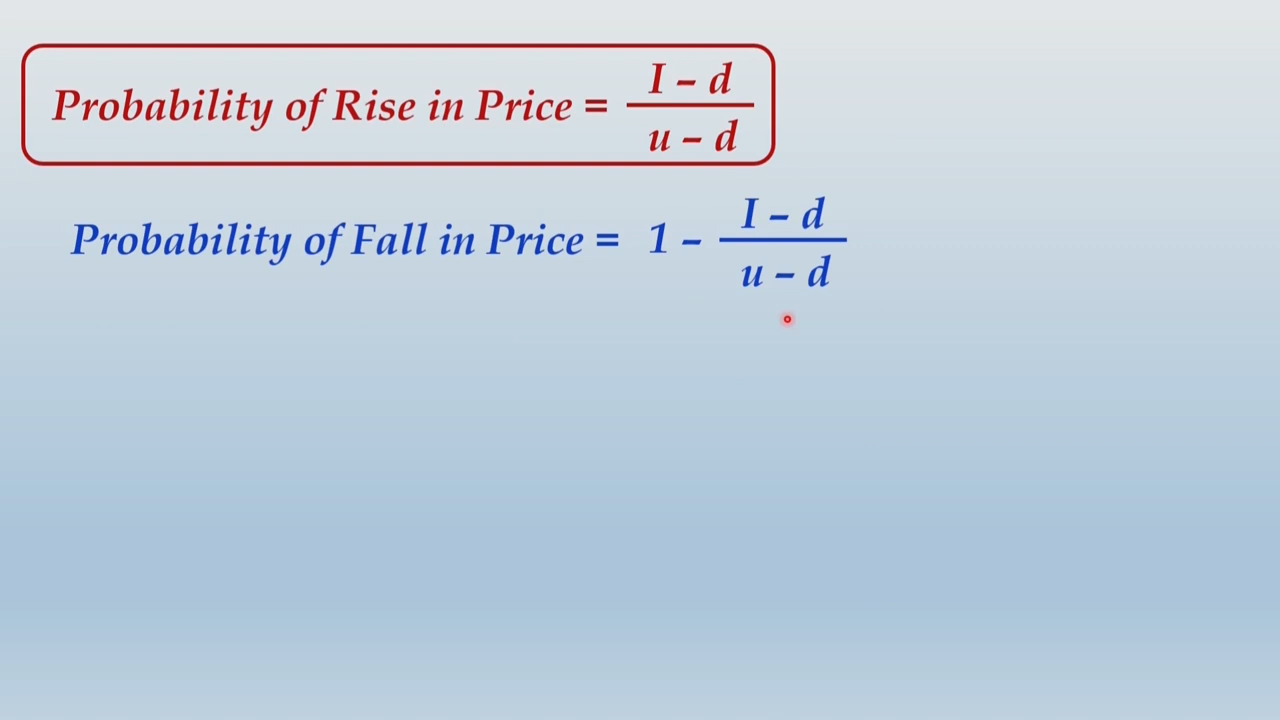 Probability of Rise in Price = I – d / u – d
Probability of Fall in Price = 1 – I – d / u – d